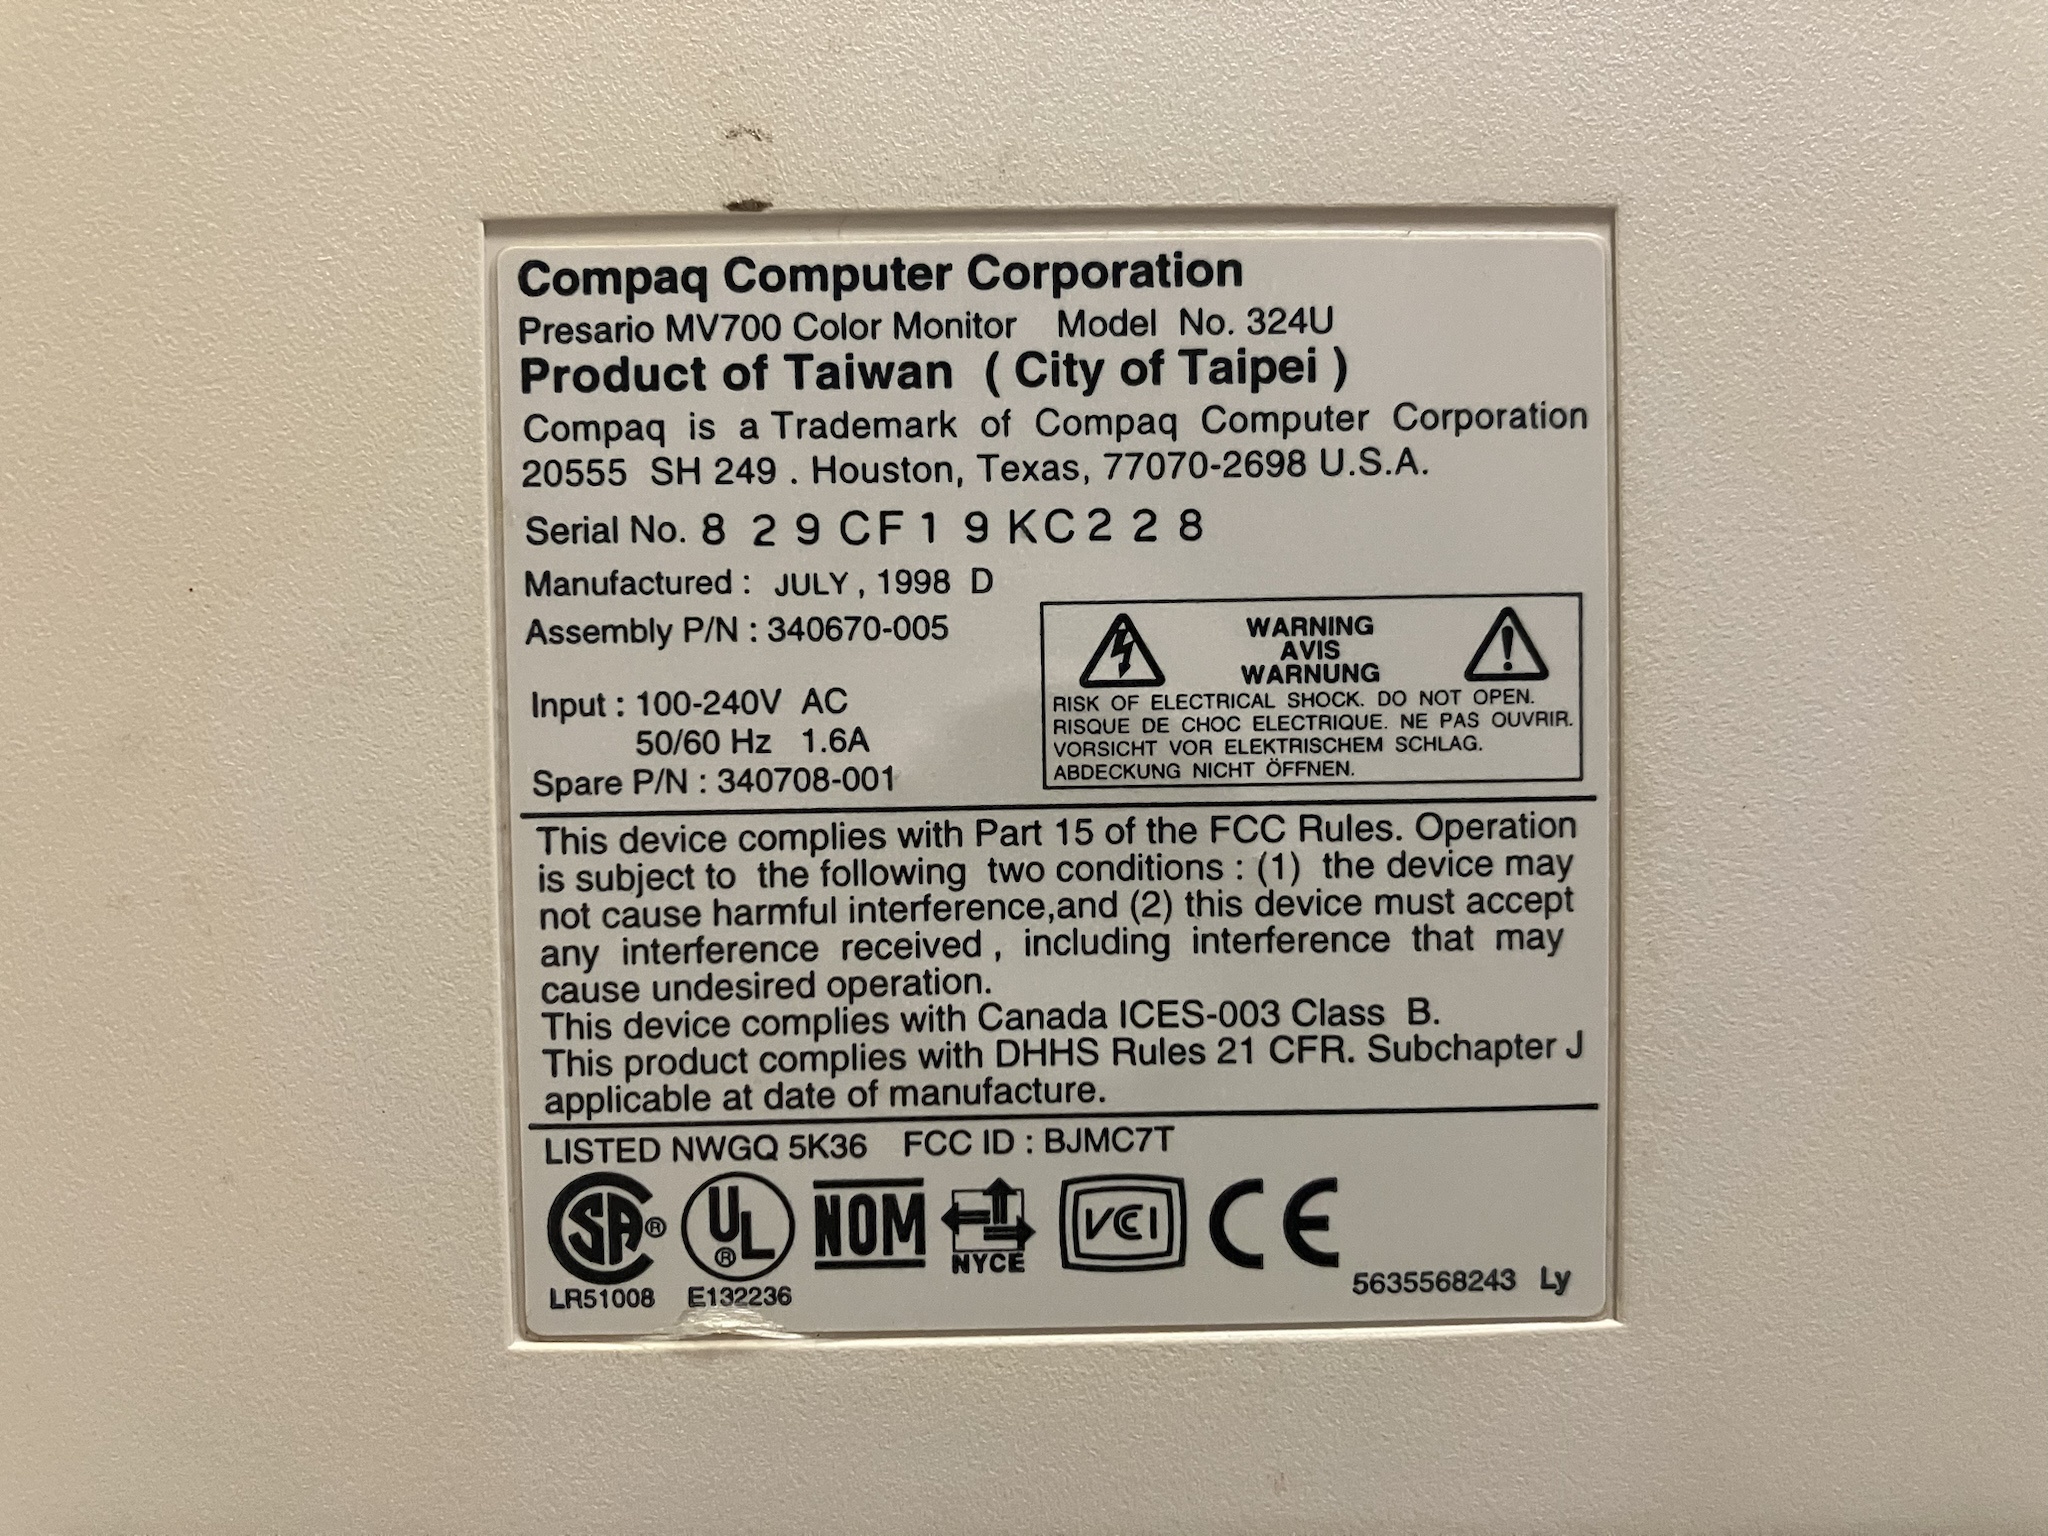 Compaq Computer Corporation
Presario MV700 Color Monitor Model No. 324U
Product of Taiwan ( City of Taipei )
Compaq is a Trademark of Compaq Computer Corporation
20555 SH 249 . Houston, Texas, 77070-2698 U.S.A.
Serial No. 8 2 9 CF 1 9 KC 2 2 8
Manufactured : JULY , 1998 D
Assembly P/N : 340670-005
Input : 100-240V AC
50/60 Hz 1.6A
Spare P/N : 340708-001
WARNING
AVIS
WARNUNG
RISK OF ELECTRICAL SHOCK. DO NOT OPEN.
RISQUE DE CHOC ELECTRIQUE. NE PAS OUVRIR.
VORSICHT VOR ELEKTRISCHEM SCHLAG.
ABDECKUNG NICHT ÖFFNEN.
This device complies with Part 15 of the FCC Rules. Operation
is subject to the following two conditions : (1) the device may
not cause harmful interference,and (2) this device must accept
any interference received , including interference that may
cause undesired operation.
This device complies with Canada ICES-003 Class B.
This product complies with DHHS Rules 21 CFR. Subchapter J
applicable at date of manufacture.
LISTED NWGQ 5K36 FCC ID : BJMC7T
SA® UL® NOM NYCE VCCI CE
LR51008 E132236 5635568243 Ly